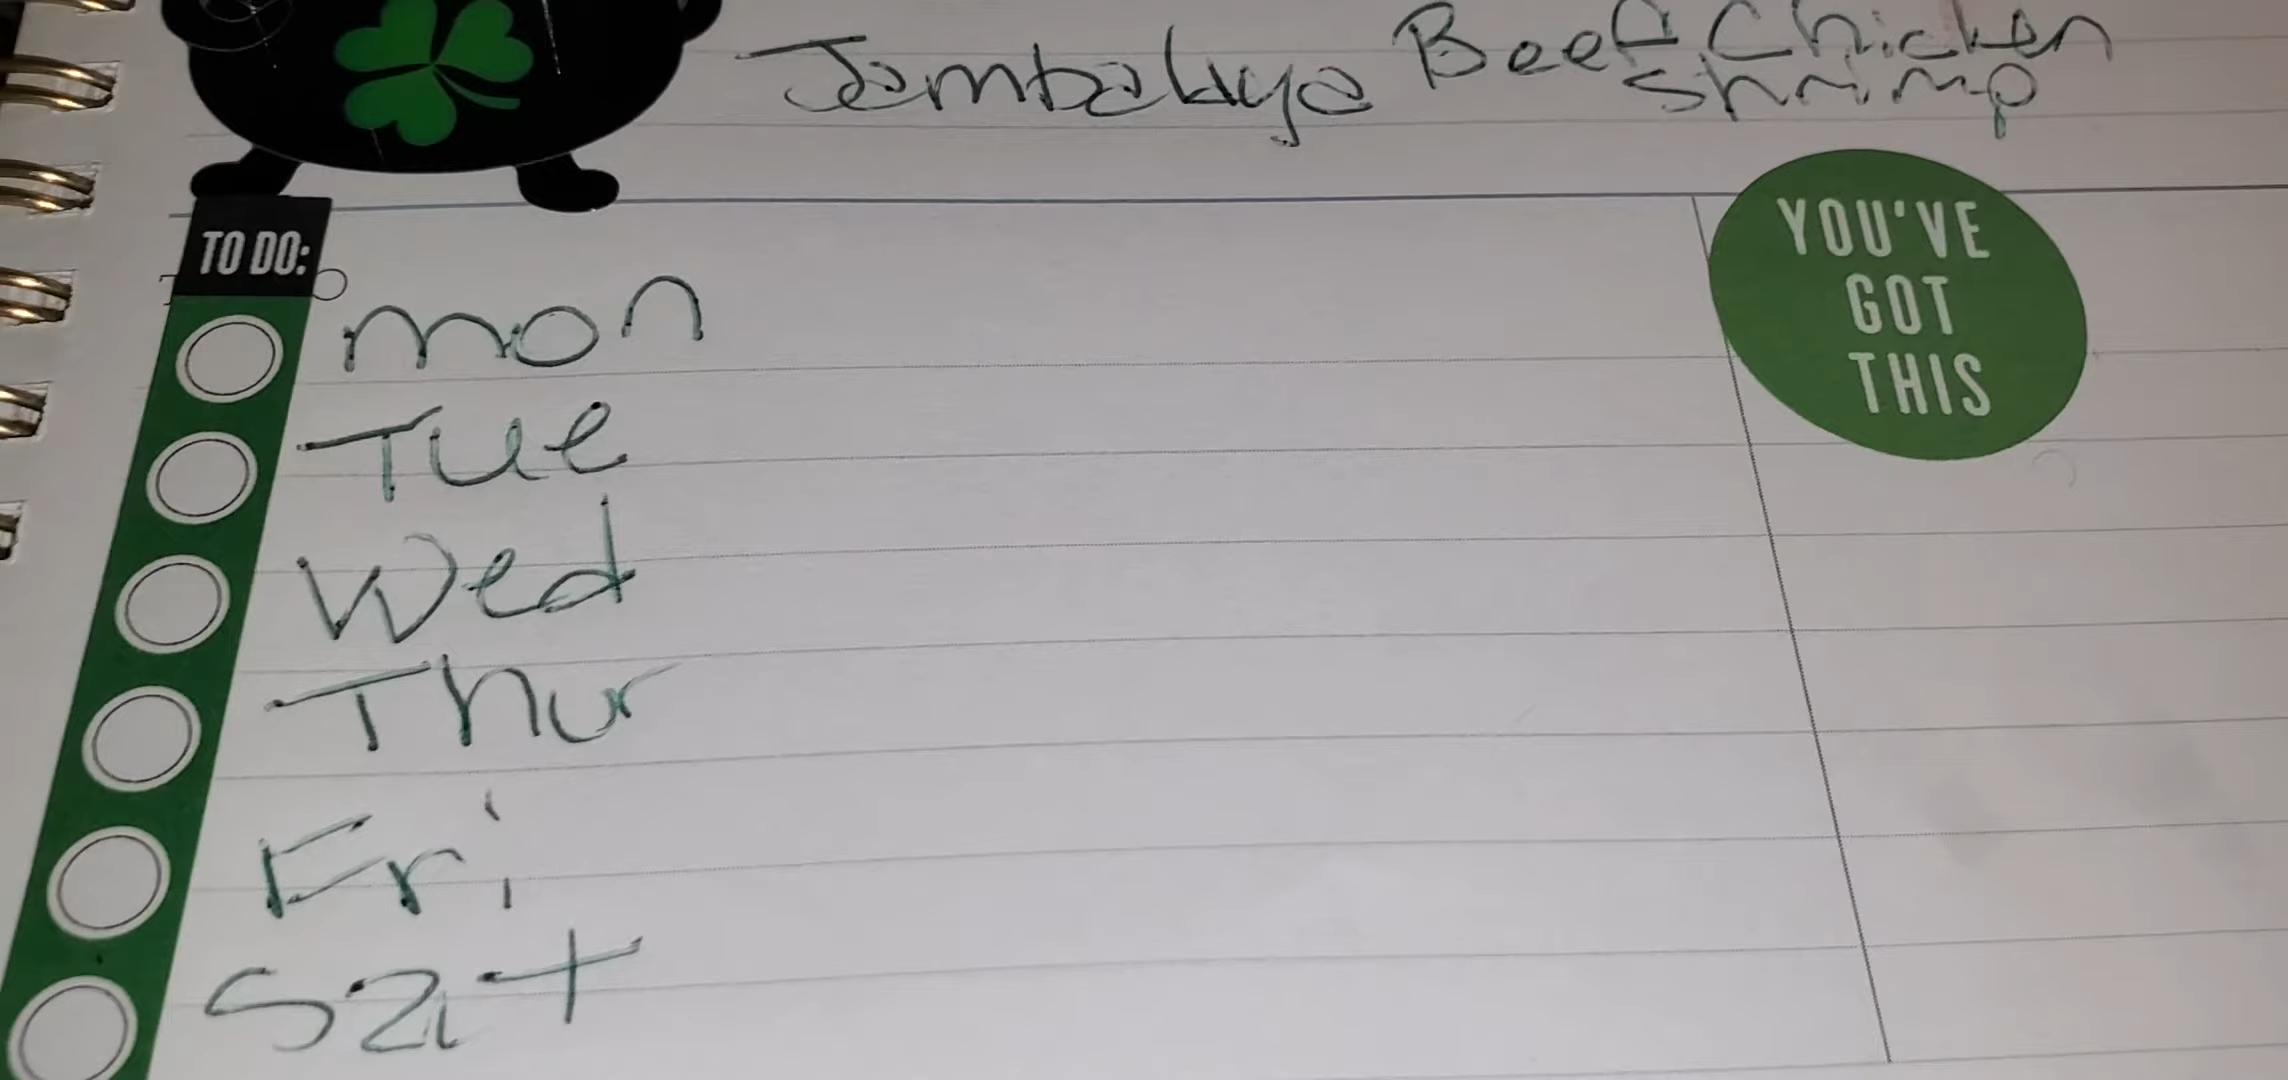 Jambalaya Beef Chicken
Shrimp
TO DO:
YOU'VE
GOT
THIS
mon
Tue
Wed
Thur
Fri
Sat